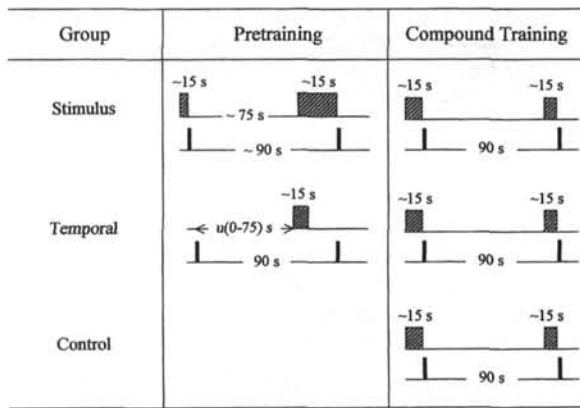 Group Pretraining Compound Training
~15 s ~15 s ~15 s ~15 s
Stimulus
~ 75 s
~ 90 s 90 s
~15 s ~15 s ~15 s
Temporal
u(0-75) s
90 s 90 s
~15 s ~15 s
Control
90 s